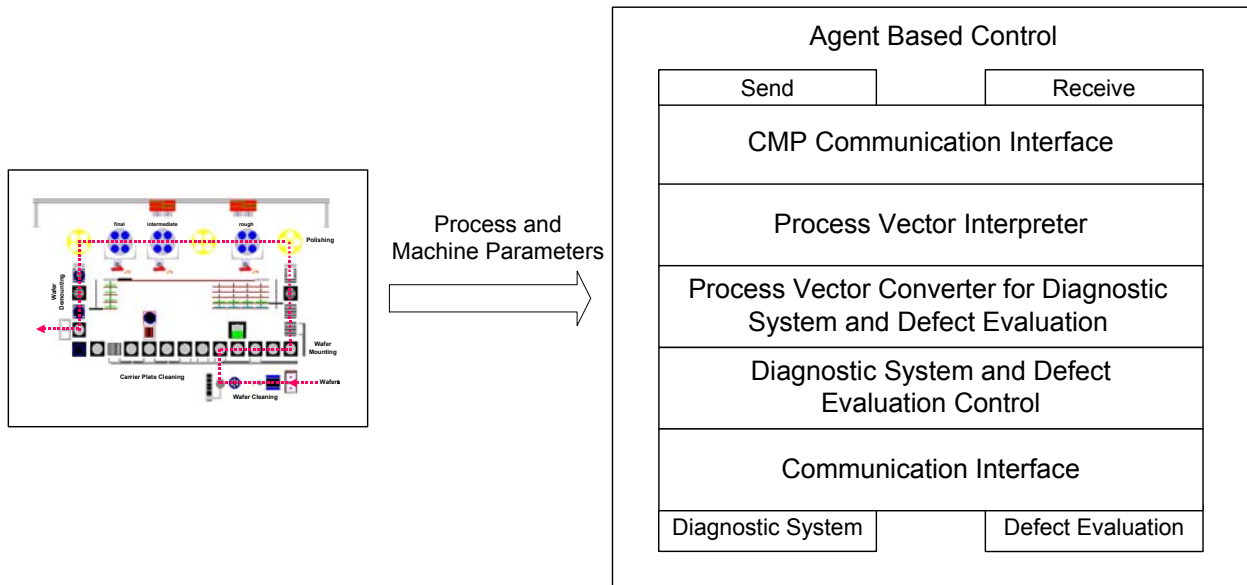 final
intermediate
rough
Polishing
Wafer
Demounting
Wafer
Mounting
Carrier Plate Cleaning
Wafer Cleaning
Wafers
Process and
Machine Parameters
Agent Based Control
Send
Receive
CMP Communication Interface
Process Vector Interpreter
Process Vector Converter for Diagnostic
System and Defect Evaluation
Diagnostic System and Defect
Evaluation Control
Communication Interface
Diagnostic System
Defect Evaluation